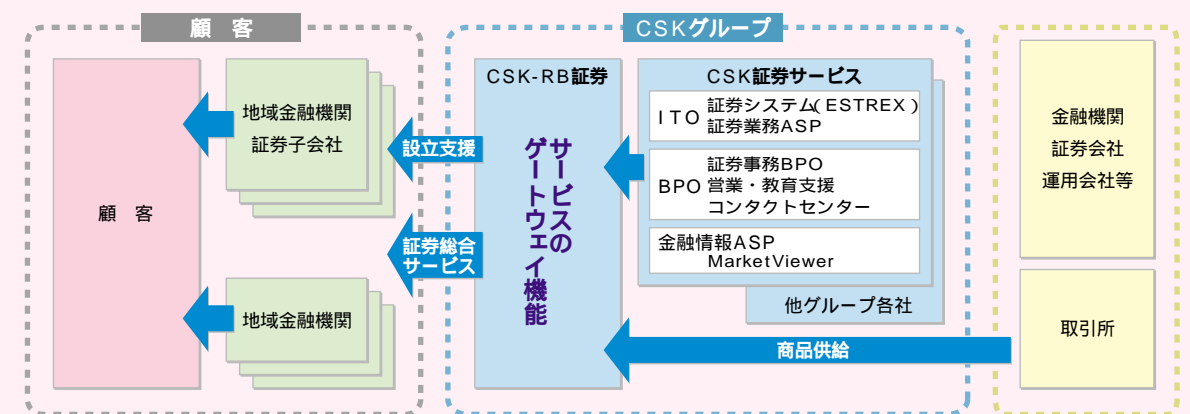 顧 客
顧 客
地域金融機関
証券子会社
地域金融機関
設立支援
証券総合
サービス
CSKグループ
CSK-RB証券
サービスの
ゲートウェイ機能
CSK証券サービス
ITO
証券システム(ESTREX)
証券業務ASP
BPO
証券事務BPO
営業・教育支援
コンタクトセンター
金融情報ASP
MarketViewer
他グループ各社
商品供給
金融機関
証券会社
運用会社等
取引所